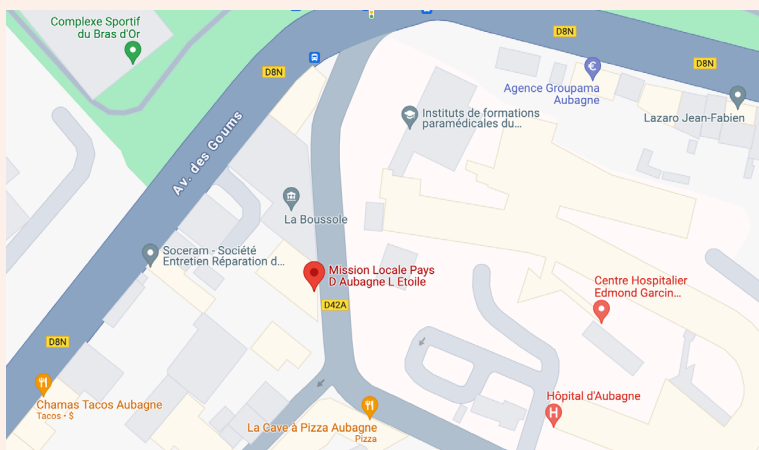 Complexe Sportif
du Bras d'Or
D8N
D8N
D8N
Agence Groupama
Aubagne
Lazaro Jean-Fabien
Instituts de formations
paramédicales du...
Av. des Goums
La Boussole
Soceram - Société
Entretien Réparation d...
Mission Locale Pays
D Aubagne L Etoile
D42A
Centre Hospitalier
Edmond Garcin...
D8N
Chamas Tacos Aubagne
Tacos • $
Hôpital d'Aubagne
H
La Cave à Pizza Aubagne
Pizza